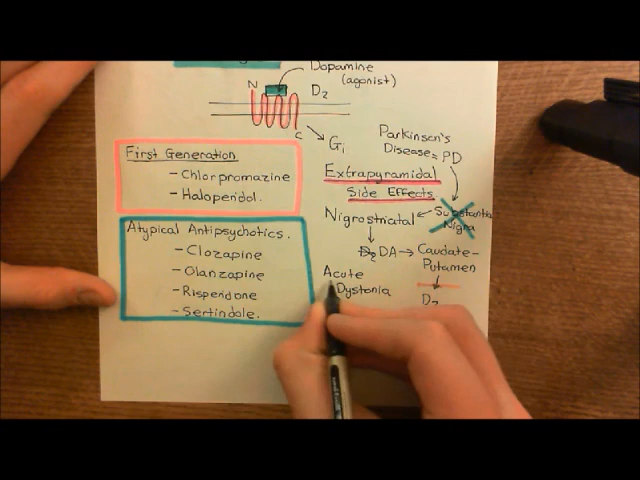 Dopamine
(agonist)
N
D2
C
Gi
Parkinson's
Disease = PD
First Generation
- Chlorpromazine
- Haloperidol.
Extrapyramidal
Side Effects
Nigrostriatal
Substantia
Nigra
Atypical Antipsychotics.
- Clozapine
- Olanzapine
- Risperidone
- Sertindole.
D2 DA → Caudate-
Putamen
Acute
Dystonia
D2